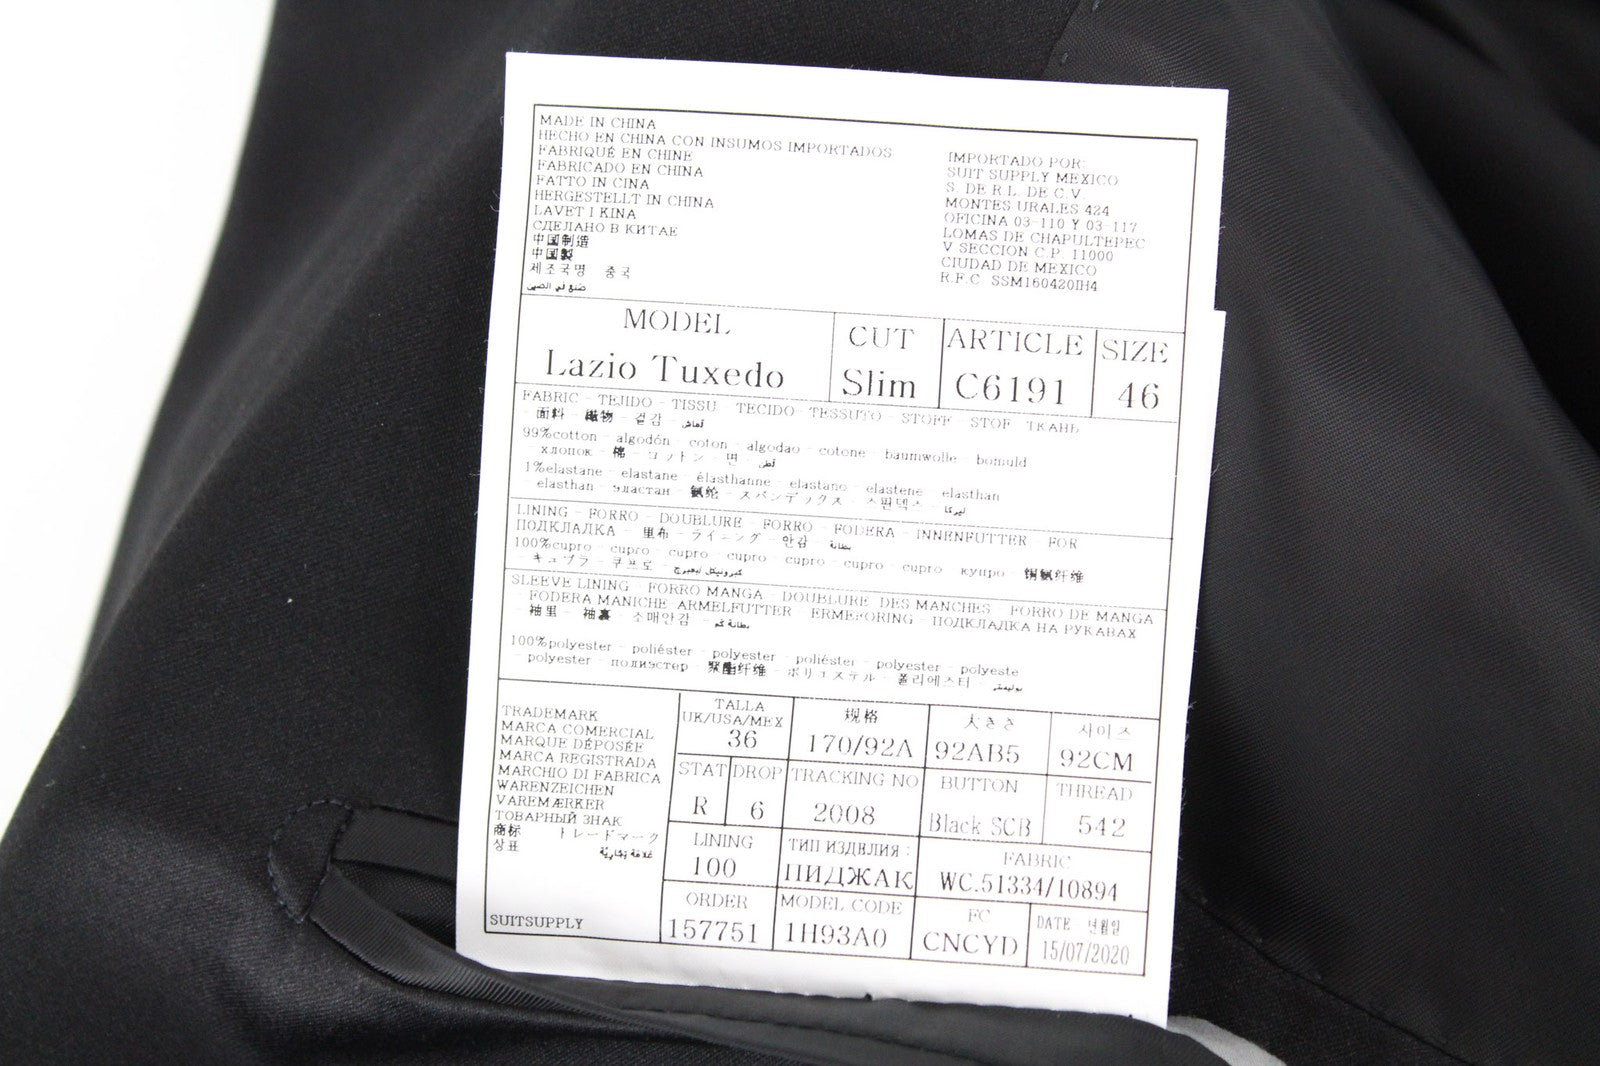 MADE IN CHINA
HECHO EN CHINA CON INSUMOS IMPORTADOS
FABRIQUÉ EN CHINE
FABRICADO EN CHINA
FATTO IN CINA
HERGESTELLT IN CHINA
LAVET I KINA
СДЕЛАНО В КИТАЕ
中国制造
中国製
제조국명 중국
صنع في الصين
IMPORTADO POR:
SUIT SUPPLY MEXICO
S. DE R.L. DE C.V.
MONTES URALES 424
OFICINA 03-110 Y 03-117
LOMAS DE CHAPULTEPEC
V SECCION C.P. 11000
CIUDAD DE MEXICO
R.F.C SSM160420IH4
MODEL CUT ARTICLE SIZE
Lazio Tuxedo Slim C6191 46
FABRIC - TEJIDO - TISSU TECIDO - TESSUTO - STOFF - STOF ТКАНЬ
- 面料 - 織物 - 겉감 - قماش
99%cotton - algodón - coton - algodao - cotone - baumwolle - bomuld
- хлопок - 棉 - コットン - 면 - قطن
1%elastane - elastane - élasthanne - elastano - elastene elasthan
- elasthan - эластан - 氨纶 - スパンデックス - 스판덱스 - ليركا
LINING - FORRO - DOUBLURE - FORRO - FODERA - INNENFUTTER - FOR
ПОДКЛАДКА - 里布 - ライニング - 안감 - بطانة
100%cupro - cupro - cupro - cupro - cupro - cupro - cupro купро - 铜氨纤维
- キュプラ - 쿠프로 -
SLEEVE LINING FORRO MANGA - DOUBLURE DES MANCHES - FORRO DE MANGA
- FODERA MANICHE ARMELFUTTER - ERMEFORING - ПОДКЛАДКА НА РУКАВАХ
- 袖里 - 袖裏 - 소매안감 - بطانة كم
100%polyester - poliéster - polyester - poliéster - polyester - polyeste
- polyester - полиэстер 聚酯纤维 - ポリュステル - 폴리에스터 -
TRADEMARK
MARCA COMERCIAL
MARQUE DÉPOSÉE
MARCA REGISTRADA
MARCHIO DI FABRICA
WARENZEICHEN
VAREMÆRKER
ТОВАРНЫЙ ЗНАК
商标 トレードマーク
상표 علامة تجارية
SUITSUPPLY
TALLA
UK/USA/MEX 规格 大きさ 사이즈
36 170/92A 92AB5 92CM
STAT DROP TRACKING NO BUTTON THREAD
R 6 2008 Black SCB 542
LINING ТИП ИЗДЕЛИЯ : FABRIC
100 ПИДЖАК WC.51334/10894
ORDER MODEL CODE FC DATE 년월일
157751 1H93A0 CNCYD 15/07/2020